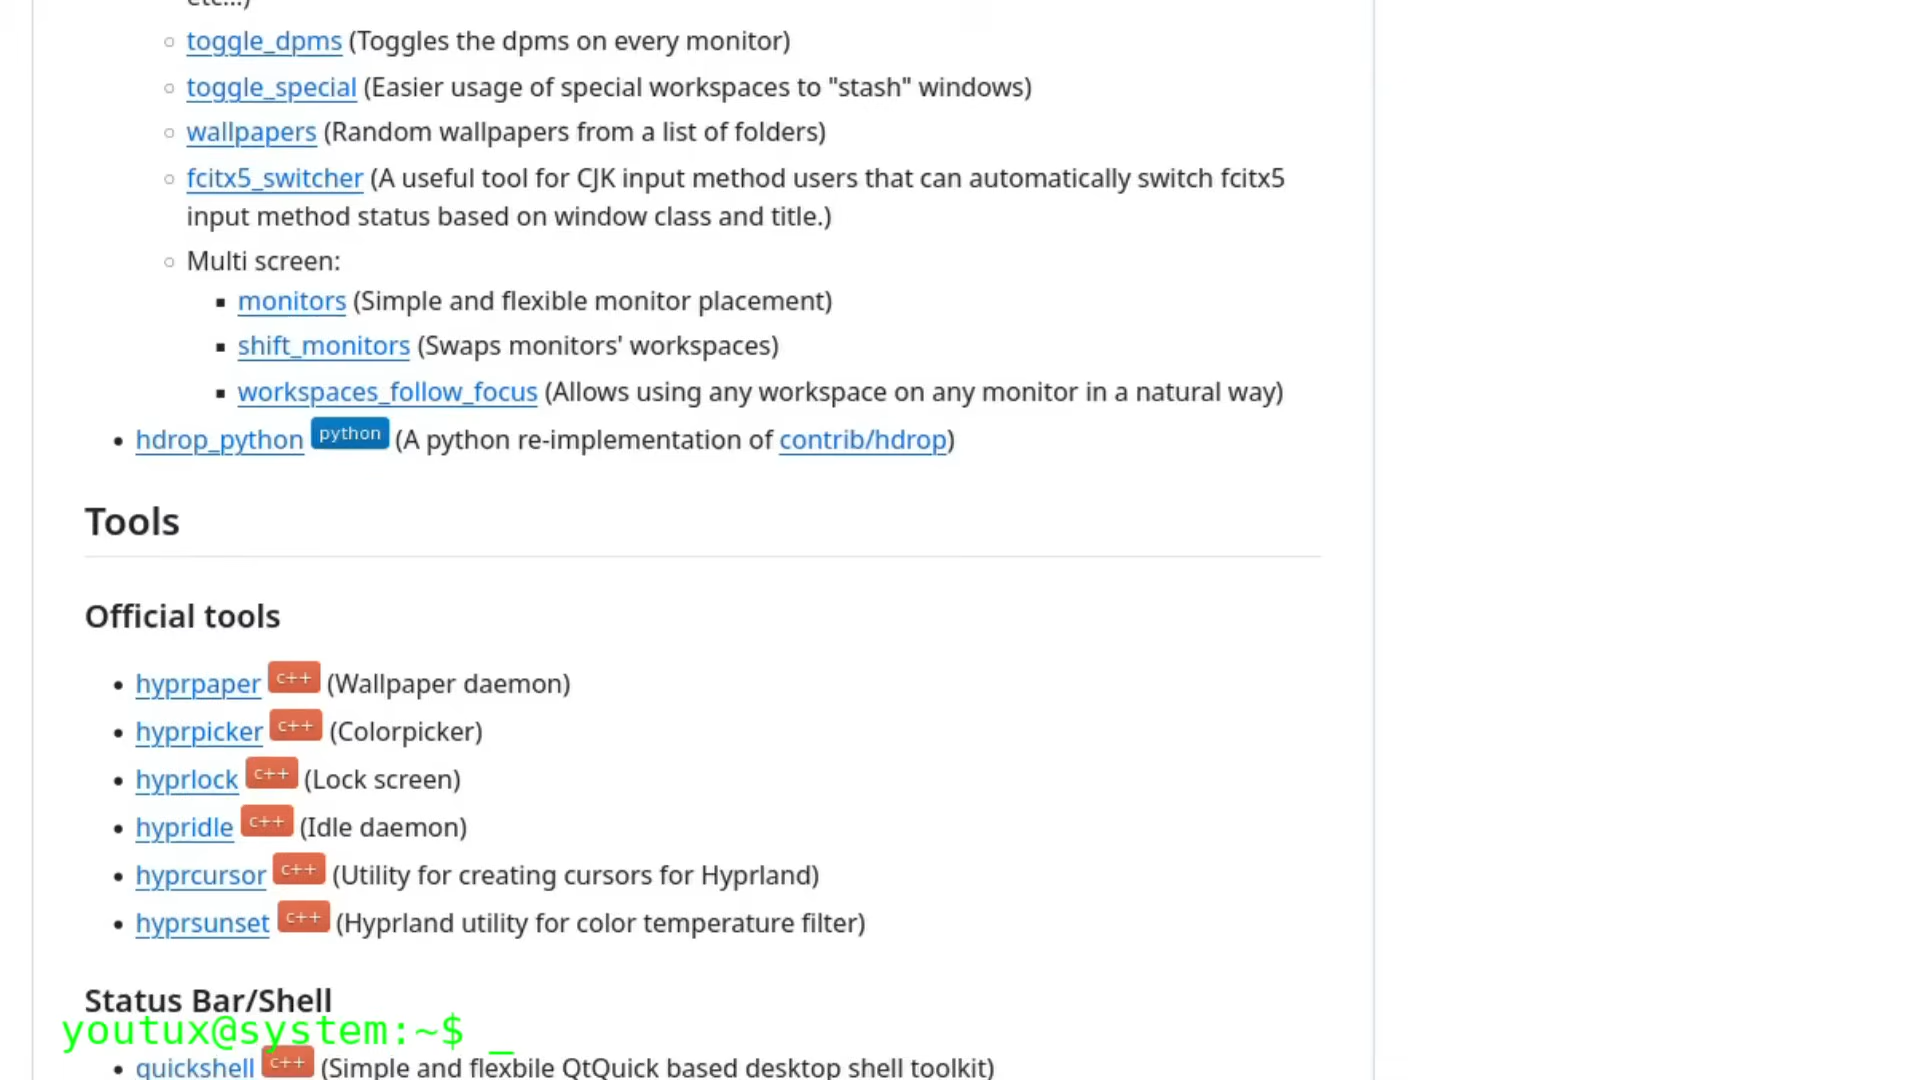 etc...)
toggle_dpms (Toggles the dpms on every monitor)
toggle_special (Easier usage of special workspaces to "stash" windows)
wallpapers (Random wallpapers from a list of folders)
fcitx5_switcher (A useful tool for CJK input method users that can automatically switch fcitx5
input method status based on window class and title.)
Multi screen:
monitors (Simple and flexible monitor placement)
shift_monitors (Swaps monitors' workspaces)
workspaces_follow_focus (Allows using any workspace on any monitor in a natural way)
hdrop_python python (A python re-implementation of contrib/hdrop)
Tools
Official tools
hyprpaper c++ (Wallpaper daemon)
hyprpicker c++ (Colorpicker)
hyprlock c++ (Lock screen)
hypridle c++ (Idle daemon)
hyprcursor c++ (Utility for creating cursors for Hyprland)
hyprsunset c++ (Hyprland utility for color temperature filter)
Status Bar/Shell
youtux@system:~$ _
quickshell c++ (Simple and flexbile QtQuick based desktop shell toolkit)